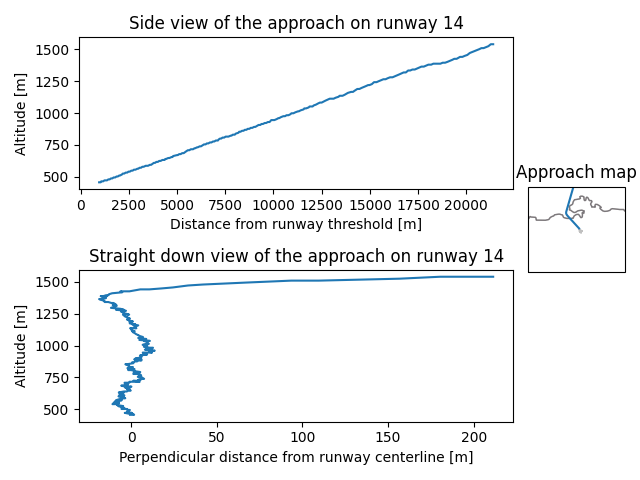 Side view of the approach on runway 14
1500
1250
1000
750
500
Altitude [m]
0 2500 5000 7500 10000 12500 15000 17500 20000
Distance from runway threshold [m]
Approach map
Straight down view of the approach on runway 14
1500
1250
1000
750
500
Altitude [m]
0 50 100 150 200
Perpendicular distance from runway centerline [m]